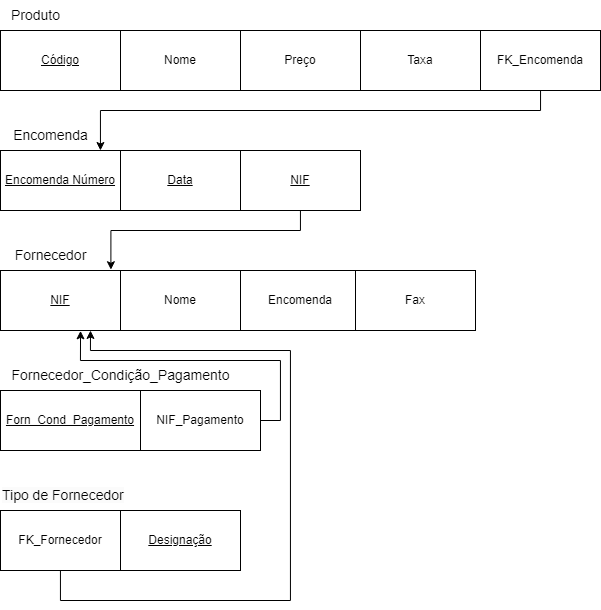 Produto
Código Nome Preço Taxa FK_Encomenda
Encomenda
Encomenda Número Data NIF
Fornecedor
NIF Nome Encomenda Fax
Fornecedor_Condição_Pagamento
Forn_Cond_Pagamento NIF_Pagamento
Tipo de Fornecedor
FK_Fornecedor Designação